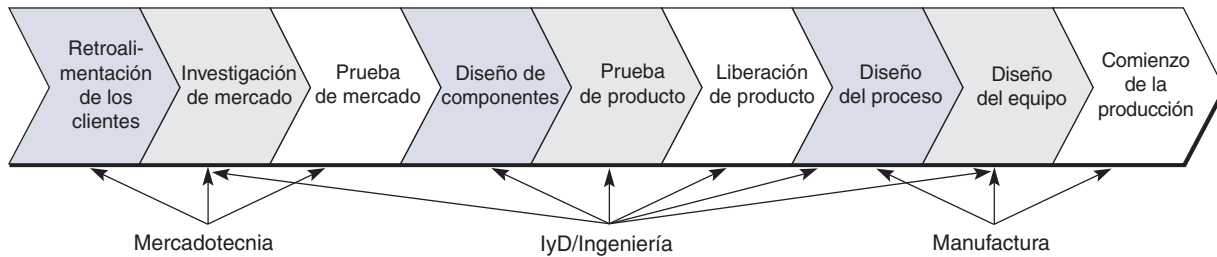 Retroali-
mentación
de los
clientes
Investigación
de mercado
Prueba
de mercado
Diseño de
componentes
Prueba
de producto
Liberación
de producto
Diseño
del proceso
Diseño
del equipo
Comienzo
de la
producción
Mercadotecnia
IyD/Ingeniería
Manufactura